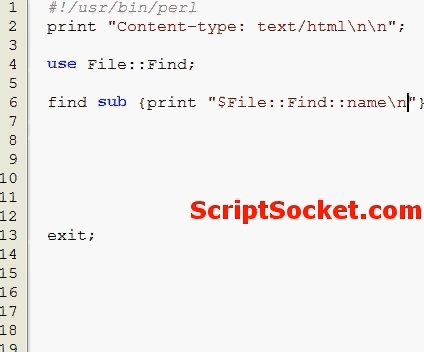 1 #!/usr/bin/perl
2 print "Content-type: text/html\n\n";
3
4 use File::Find;
5
6 find sub {print "$File::Find::name\n"}
7
8
9
10
11
12 ScriptSocket.com
13 exit;
14
15
16
17
18
19